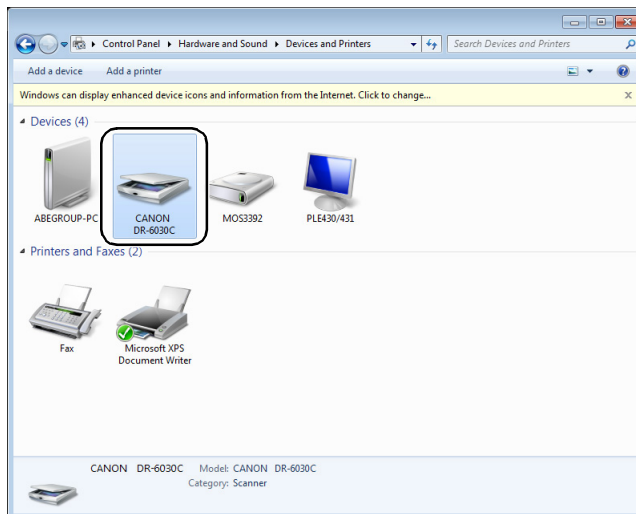 Control Panel Hardware and Sound Devices and Printers Search Devices and Printers
Add a device Add a printer
Windows can display enhanced device icons and information from the Internet. Click to change... x
Devices (4)
ABEGROUP-PC
CANON
DR-6030C
MOS3392
PLE430/431
Printers and Faxes (2)
Fax
Microsoft XPS
Document Writer
CANON DR-6030C Model: CANON DR-6030C
Category: Scanner